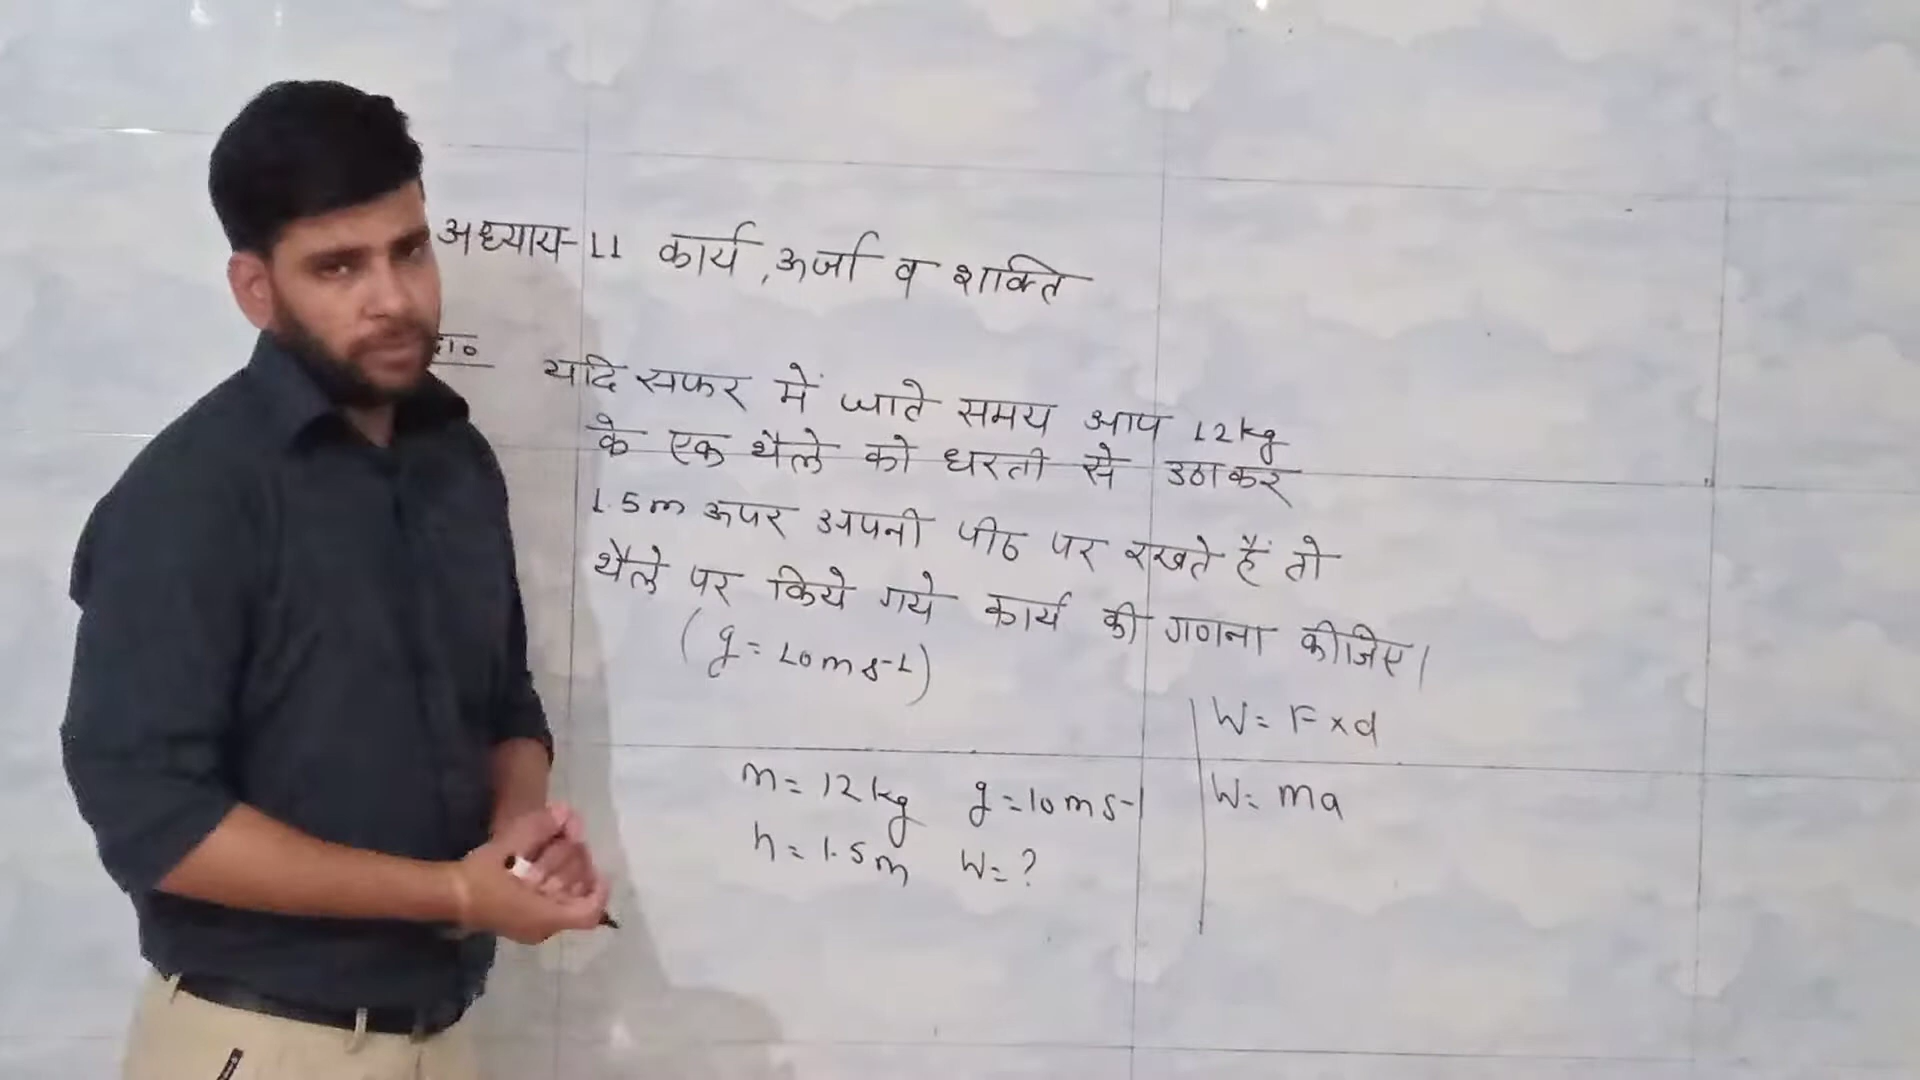 अध्याय-11 कार्य, ऊर्जा व शक्ति
यदि सफर में जाते समय आप 12kg
के एक थैले को धरती से उठाकर
1.5m ऊपर अपनी पीठ पर रखते हैं तो
थैले पर किये गये कार्य की गणना कीजिए।
(g = 10ms-1)
W = F×d
m = 12kg g = 10ms-1 W = ma
h = 1.5m W = ?